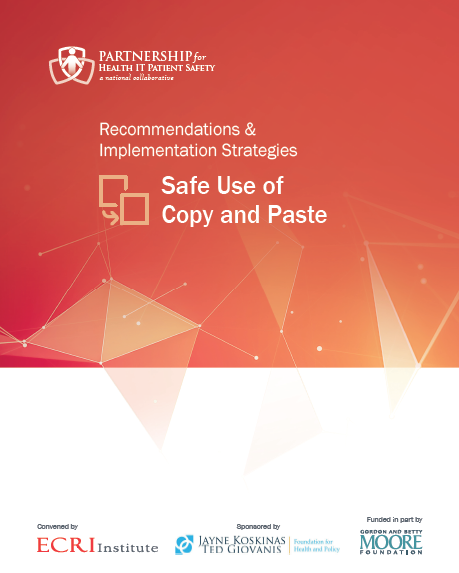 PARTNERSHIP for
HEALTH IT PATIENT SAFETY
a national collaborative
Recommendations &
Implementation Strategies
Safe Use of
Copy and Paste
Convened by
ECRI Institute
Sponsored by
JAYNE KOSKINAS
TED GIOVANIS
Foundation for
Health and Policy
Funded in part by
GORDON AND BETTY
MOORE
FOUNDATION